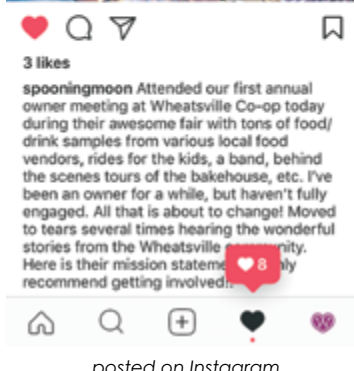 3 likes
spooningmoon Attended our first annual
owner meeting at Wheatsville Co-op today
during their awesome fair with tons of food/
drink samples from various local food
vendors, rides for the kids, a band, behind
the scenes tours of the bakehouse, etc. I've
been an owner for a while, but haven't fully
engaged. All that is about to change! Moved
to tears several times hearing the wonderful
stories from the Wheatsville
Here is their mission
recommend getting involved!!
8
posted on Instagram